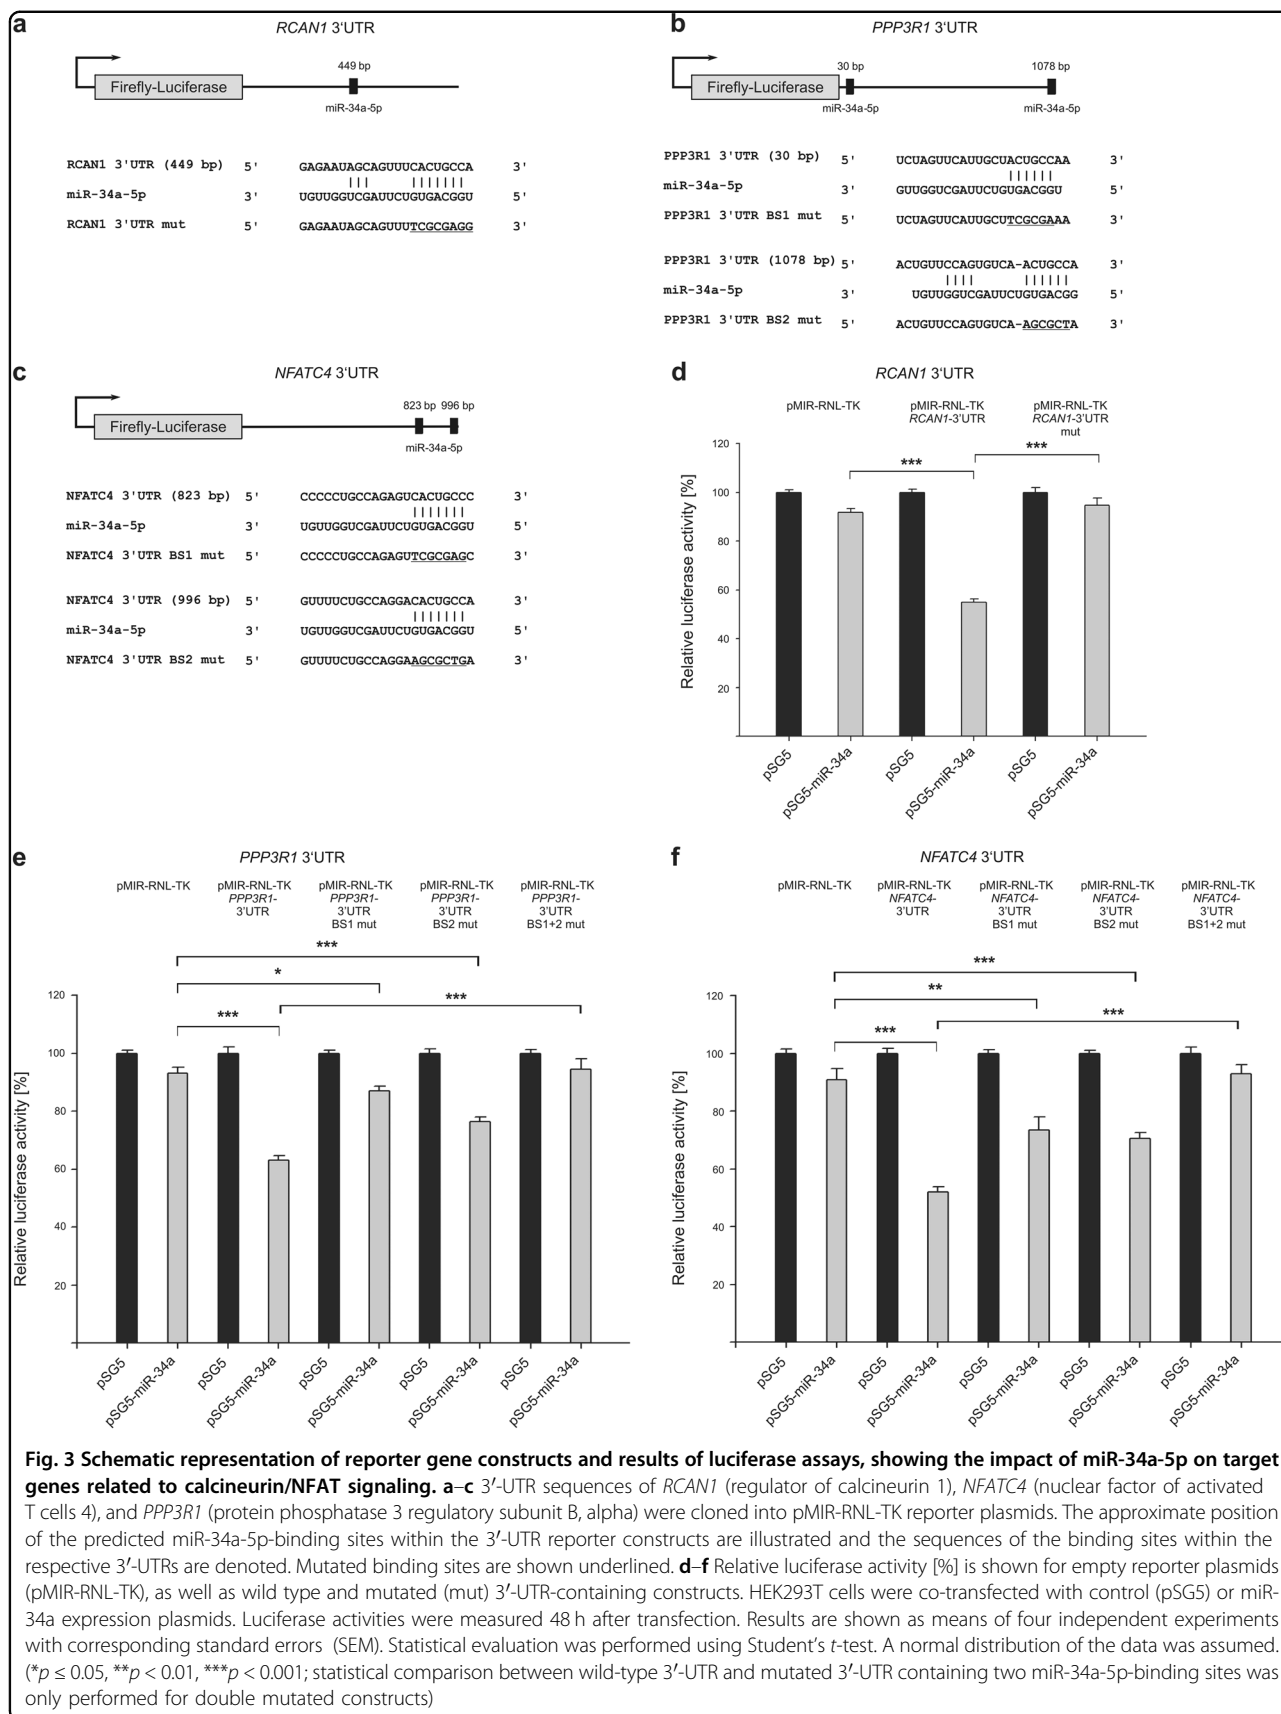 a
RCAN1 3'UTR
449 bp
Firefly-Luciferase
miR-34a-5p
RCAN1 3'UTR (449 bp) 5' GAGAAUAGCAGUUUCACUGCCA 3'
miR-34a-5p 3' UGUUGGUCGAUUCUGUGACGGU 5'
RCAN1 3'UTR mut 5' GAGAAUAGCAGUUUTCGCGAGG 3'
b
PPP3R1 3'UTR
30 bp 1078 bp
Firefly-Luciferase
miR-34a-5p miR-34a-5p
PPP3R1 3'UTR (30 bp) 5' UCUAGUUCAUUGCUACUGCCAA 3'
miR-34a-5p 3' GUUGGUCGAUUCUGUGACGGU 5'
PPP3R1 3'UTR BS1 mut 5' UCUAGUUCAUUGCUTCGCGAAA 3'
PPP3R1 3'UTR (1078 bp) 5' ACUGUUCCAGUGUCA-ACUGCCA 3'
miR-34a-5p 3' UGUUGGUCGAUUCUGUGACGG 5'
PPP3R1 3'UTR BS2 mut 5' ACUGUUCCAGUGUCA-AGCGCTA 3'
c
NFATC4 3'UTR
823 bp 996 bp
Firefly-Luciferase
miR-34a-5p
NFATC4 3'UTR (823 bp) 5' CCCCCUGCCAGAGUCACUGCCC 3'
miR-34a-5p 3' UGUUGGUCGAUUCUGUGACGGU 5'
NFATC4 3'UTR BS1 mut 5' CCCCCUGCCAGAGUTCGCGAGC 3'
NFATC4 3'UTR (996 bp) 5' GUUUUCUGCCAGGACACUGCCA 3'
miR-34a-5p 3' UGUUGGUCGAUUCUGUGACGGU 5'
NFATC4 3'UTR BS2 mut 5' GUUUUCUGCCAGGAAGCGCTGA 3'
d
RCAN1 3'UTR
pMIR-RNL-TK pMIR-RNL-TK pMIR-RNL-TK
RCAN1-3'UTR RCAN1-3'UTR
mut
Relative luciferase activity [%]
120
100
80
60
40
20
*** ***
pSG5 pSG5-miR-34a pSG5 pSG5-miR-34a pSG5 pSG5-miR-34a
e
PPP3R1 3'UTR
pMIR-RNL-TK pMIR-RNL-TK pMIR-RNL-TK pMIR-RNL-TK pMIR-RNL-TK
PPP3R1- PPP3R1- PPP3R1- PPP3R1-
3'UTR 3'UTR 3'UTR 3'UTR
BS1 mut BS2 mut BS1+2 mut
***
*
***
***
Relative luciferase activity [%]
120
100
80
60
40
20
pSG5 pSG5-miR-34a pSG5 pSG5-miR-34a pSG5 pSG5-miR-34a pSG5 pSG5-miR-34a pSG5 pSG5-miR-34a
f
NFATC4 3'UTR
pMIR-RNL-TK pMIR-RNL-TK pMIR-RNL-TK pMIR-RNL-TK pMIR-RNL-TK
NFATC4- NFATC4- NFATC4- NFATC4-
3'UTR 3'UTR 3'UTR 3'UTR
BS1 mut BS2 mut BS1+2 mut
***
**
***
***
Relative luciferase activity [%]
120
100
80
60
40
20
pSG5 pSG5-miR-34a pSG5 pSG5-miR-34a pSG5 pSG5-miR-34a pSG5 pSG5-miR-34a pSG5 pSG5-miR-34a
Fig. 3 Schematic representation of reporter gene constructs and results of luciferase assays, showing the impact of miR-34a-5p on target
genes related to calcineurin/NFAT signaling. a–c 3′-UTR sequences of RCAN1 (regulator of calcineurin 1), NFATC4 (nuclear factor of activated
T cells 4), and PPP3R1 (protein phosphatase 3 regulatory subunit B, alpha) were cloned into pMIR-RNL-TK reporter plasmids. The approximate position
of the predicted miR-34a-5p-binding sites within the 3′-UTR reporter constructs are illustrated and the sequences of the binding sites within the
respective 3′-UTRs are denoted. Mutated binding sites are shown underlined. d–f Relative luciferase activity [%] is shown for empty reporter plasmids
(pMIR-RNL-TK), as well as wild type and mutated (mut) 3′-UTR-containing constructs. HEK293T cells were co-transfected with control (pSG5) or miR-
34a expression plasmids. Luciferase activities were measured 48 h after transfection. Results are shown as means of four independent experiments
with corresponding standard errors (SEM). Statistical evaluation was performed using Student's t-test. A normal distribution of the data was assumed.
(*p ≤ 0.05, **p < 0.01, ***p < 0.001; statistical comparison between wild-type 3′-UTR and mutated 3′-UTR containing two miR-34a-5p-binding sites was
only performed for double mutated constructs)